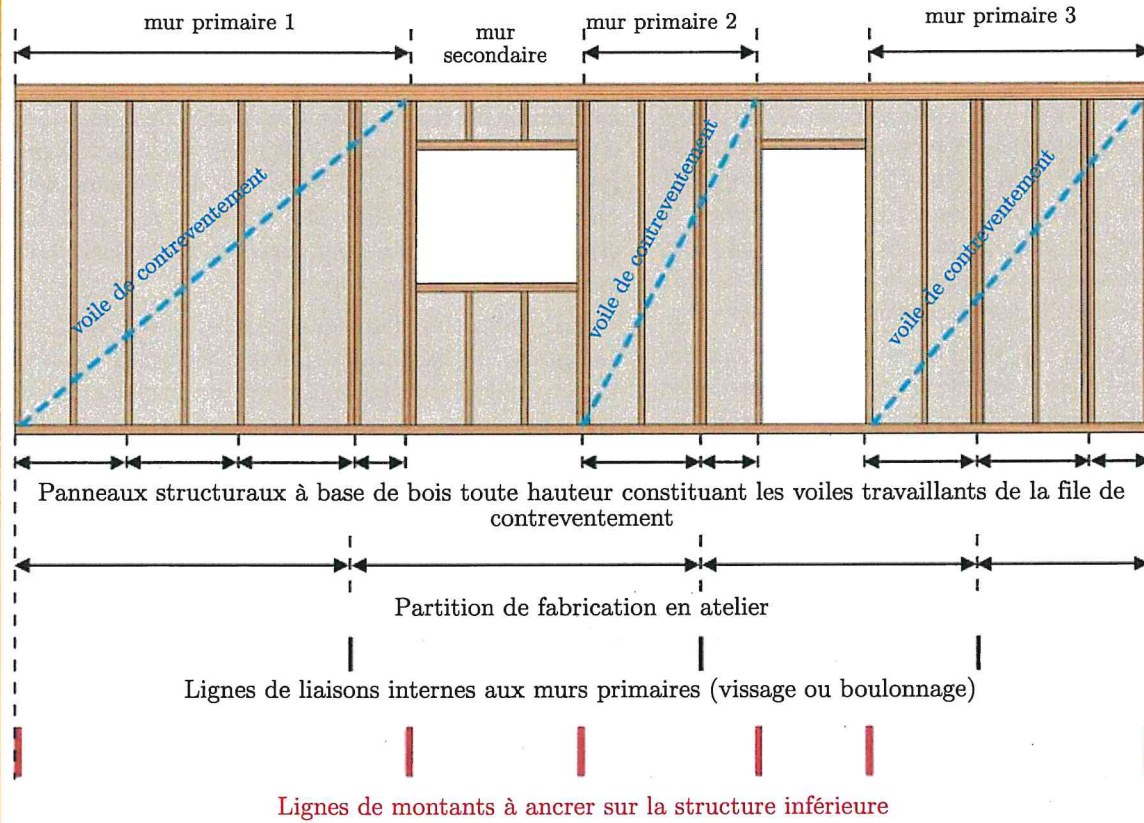 mur primaire 1
mur
secondaire
mur primaire 2
mur primaire 3
voile de contreventement
voile de contreventement
voile de contreventement
Panneaux structuraux à base de bois toute hauteur constituant les voiles travaillants de la file de
contreventement
Partition de fabrication en atelier
Lignes de liaisons internes aux murs primaires (vissage ou boulonnage)
Lignes de montants à ancrer sur la structure inférieure